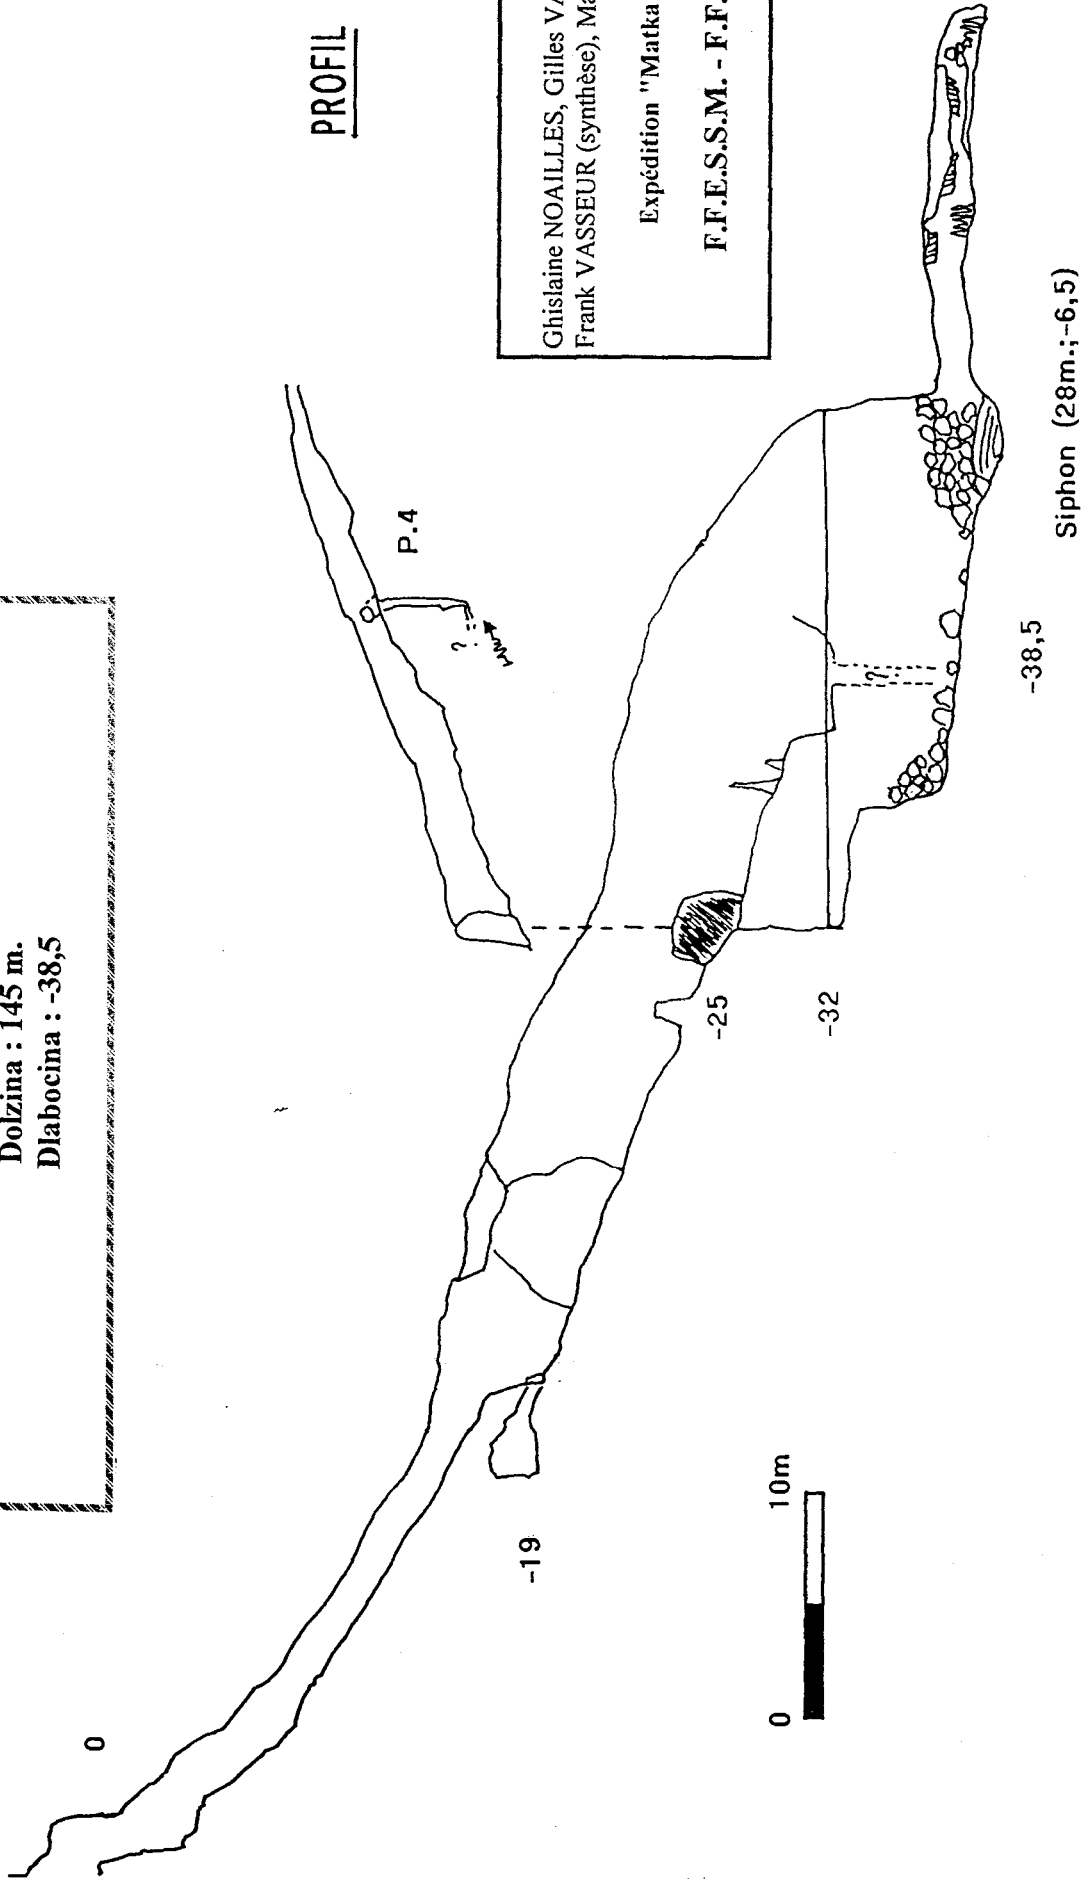 Dolzina : 145 m.
Dlabocina : -38,5
PROFIL
Ghislaine NOAILLES, Gilles
Frank VASSEUR (synthèse),
Expédition "Matka
F.F.E.S.S.M. - F.F.
0
-19
P.4
?
-25
-32
?
-38,5
Siphon (28m.;-6,5)
0 10m